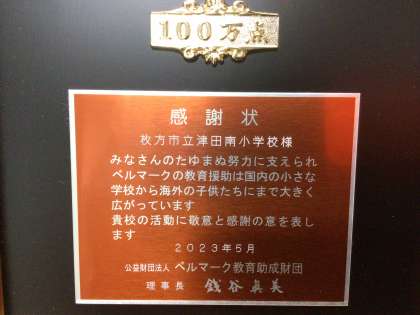 100万点
感謝状
枚方市立津田南小学校様
みなさんのたゆまぬ努力に支えられ
ベルマークの教育援助は国内の小さな
学校から海外の子供たちにまで大きく
広がっています
貴校の活動に敬意と感謝の意を表し
ます
2023年5月
公益財団法人 ベルマーク教育助成財団
理事長 銭谷眞美